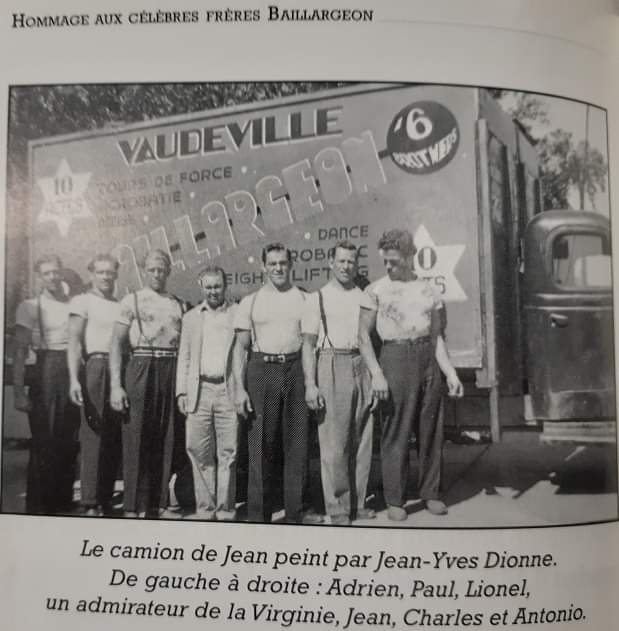 HOMMAGE AUX CÉLÈBRES FRÈRES BAILLARGEON
VAUDEVILLE
6
BROTHERS
10
ACTES
TOURS DE FORCE
ACROBATIE
BAILLARGEON
DANCE
10
Le camion de Jean peint par Jean-Yves Dionne.
De gauche à droite : Adrien, Paul, Lionel,
un admirateur de la Virginie, Jean, Charles et Antonio.